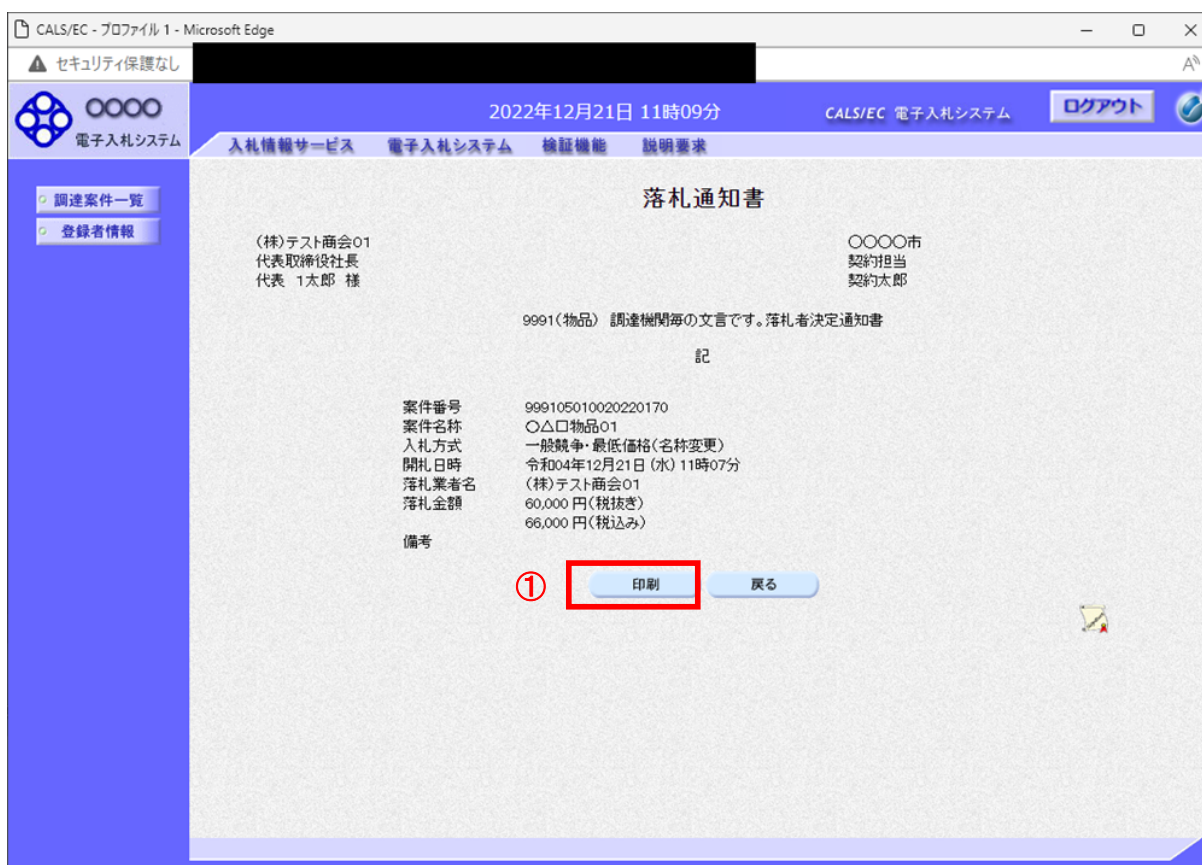 CALS/EC - プロファイル 1 - Microsoft Edge
セキュリティ保護なし
A
〇〇〇〇
電子入札システム
2022年12月21日 11時09分
CALS/EC 電子入札システム
ログアウト
入札情報サービス 電子入札システム 検証機能 説明要求
調達案件一覧
登録者情報
落札通知書
(株)テスト商会01
代表取締役社長
代表 1太郎 様
〇〇〇〇市
契約担当
契約太郎
9991(物品) 調達機関毎の文言です。落札者決定通知書
記
案件番号 999105010020220170
案件名称 〇△口物品01
入札方式 一般競争・最低価格(名称変更)
開札日時 令和04年12月21日(水) 11時07分
落札業者名 (株)テスト商会01
落札金額 60,000 円(税抜き)
66,000 円(税込み)
備考
① 印刷 戻る